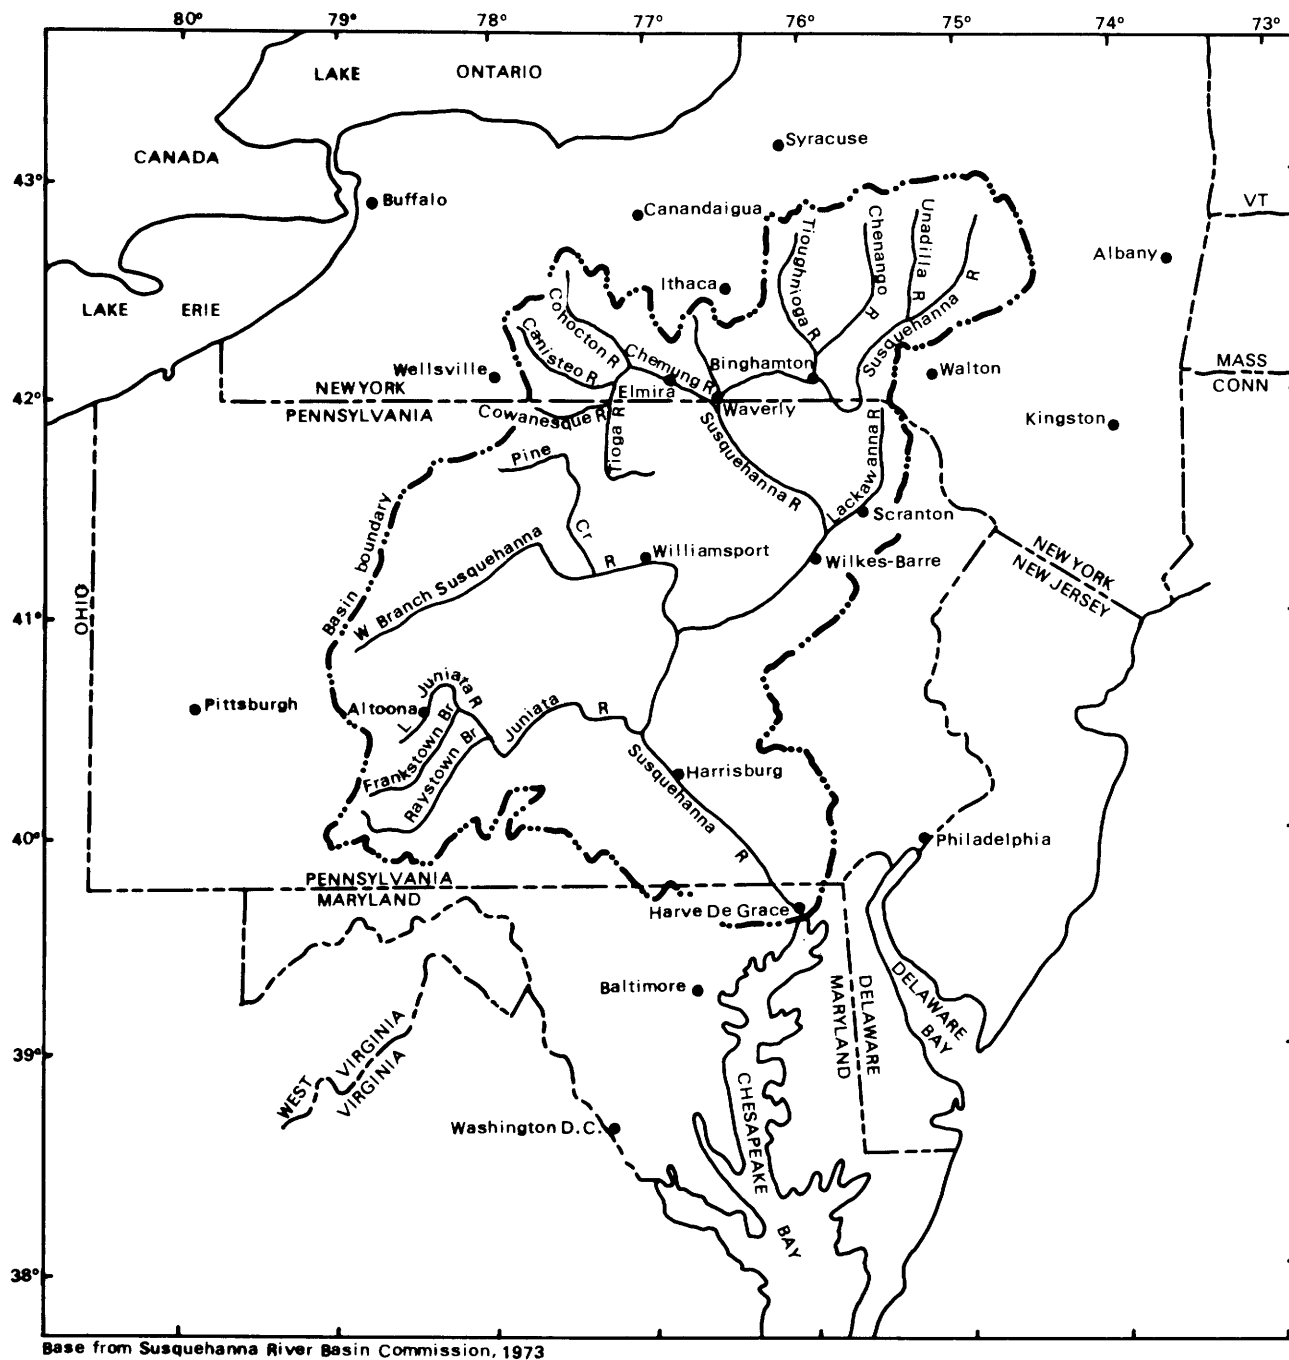 80° 79° 78° 77° 76° 75° 74° 73°
LAKE ONTARIO
Syracuse
CANADA
43°
Buffalo
Canandaigua
VT
Tioughnioga R
Chenango R
Unadilla R
Susquehanna R
Albany
Ithaca
LAKE ERIE
Cohocton R
Canisteo R
Chemung R
Binghamton
Wellsville
Walton
MASS
CONN
NEW YORK
PENNSYLVANIA
Elmira
Waverly
42°
Cowanesque R
Tioga R
Kingston
Susquehanna R
Lackawanna R
Pine Cr
Scranton
Basin boundary
Williamsport
Wilkes-Barre
NEW YORK
NEW JERSEY
W Branch Susquehanna R
41°
OHIO
Pittsburgh
Altoona
L Juniata R
Juniata R
Frankstown Br
Raystown Br
Susquehanna R
Harrisburg
40°
Philadelphia
PENNSYLVANIA
MARYLAND
Harve De Grace
Baltimore
DELAWARE
MARYLAND
DELAWARE BAY
39°
WEST VIRGINIA
VIRGINIA
CHESAPEAKE BAY
Washington D.C.
38°
Base from Susquehanna River Basin Commission, 1973